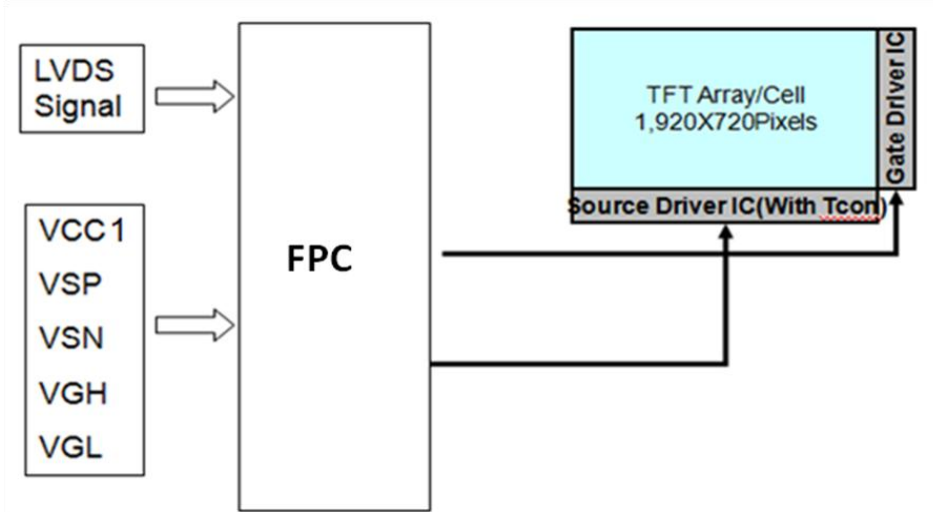 LVDS
Signal
VCC1
VSP
VSN
VGH
VGL
FPC
TFT Array/Cell
1,920X720Pixels
Gate Driver IC
Source Driver IC(With Tcon)